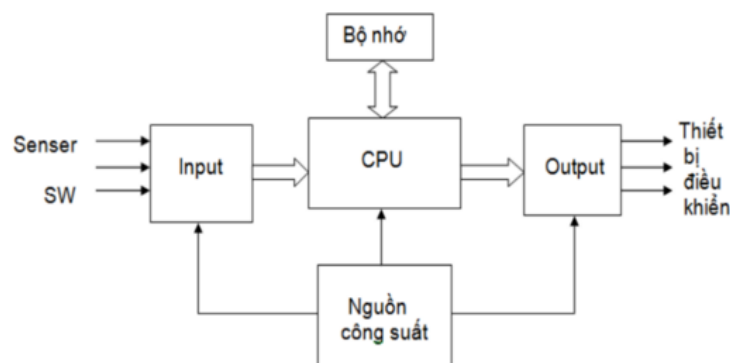 Bộ nhớ
Senser
SW
Input
CPU
Output
Thiết
bị
điều
khiển
Nguồn
công suất